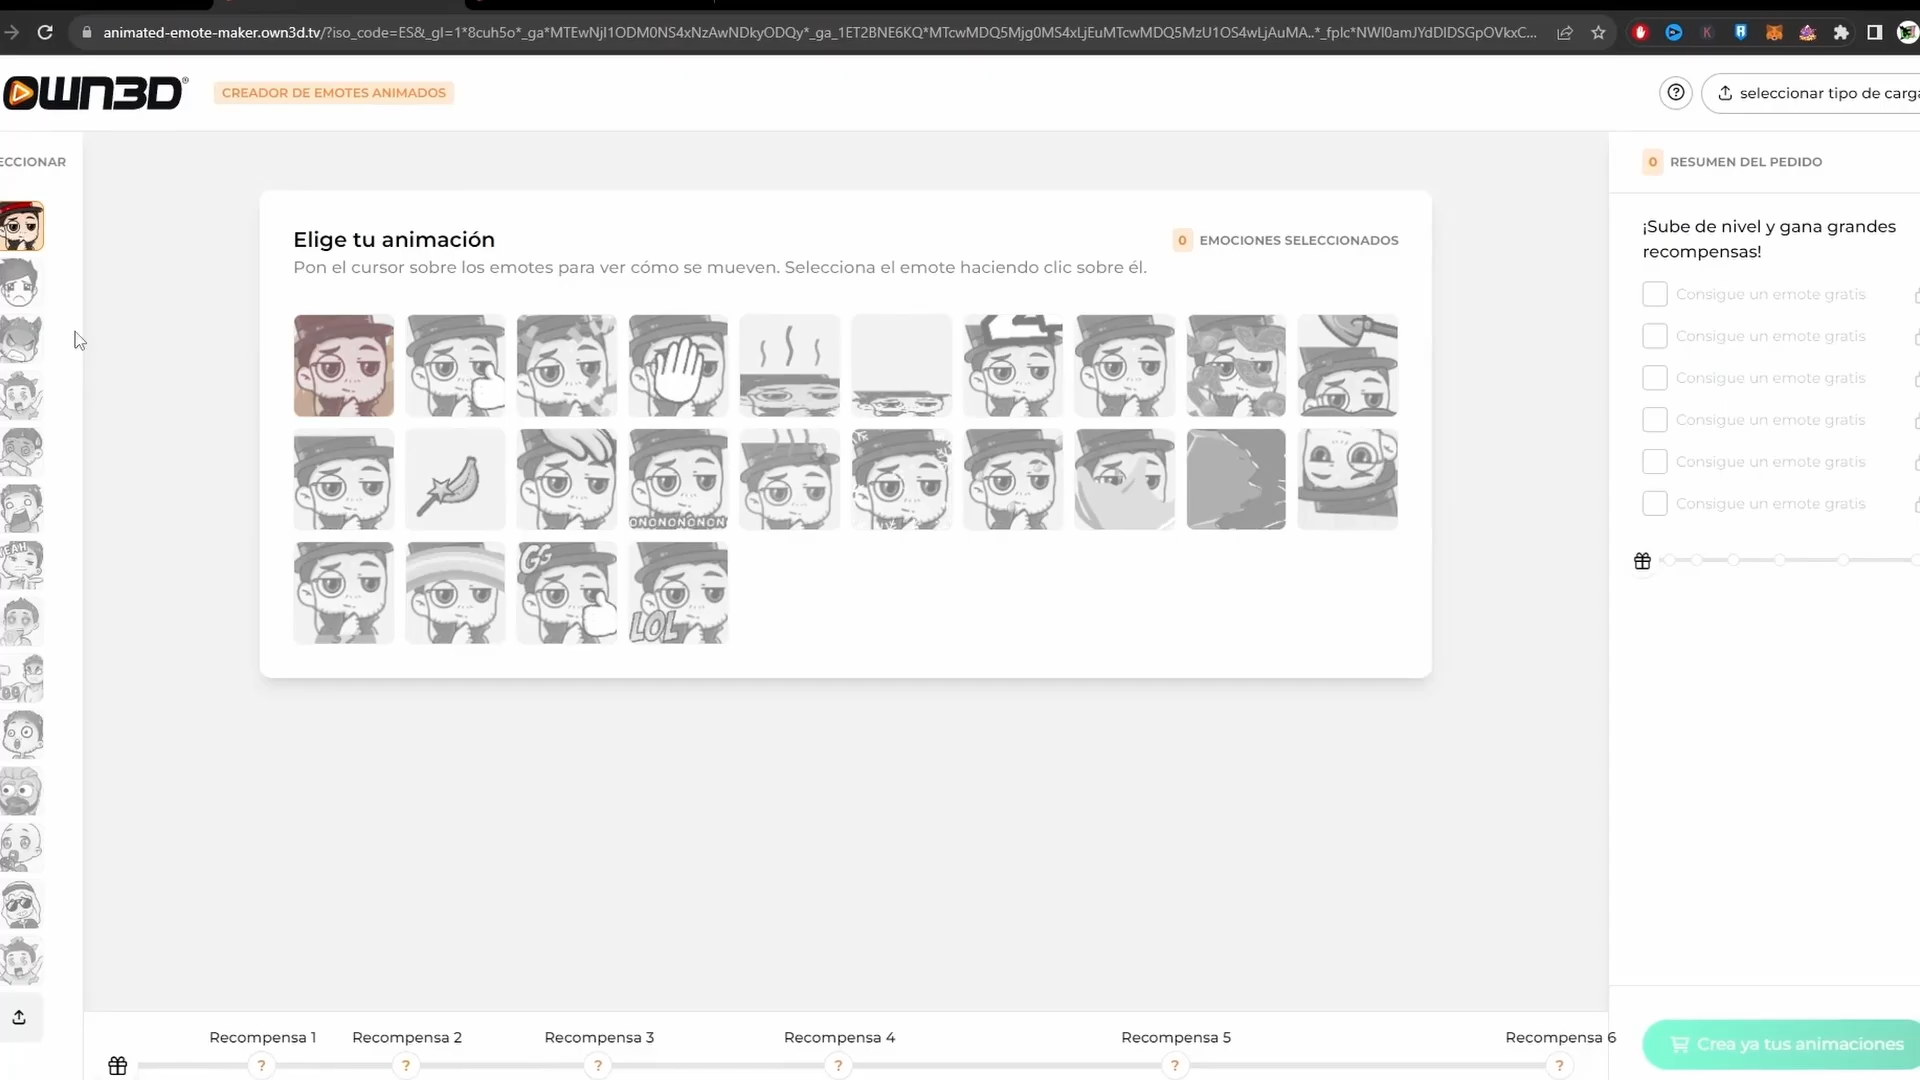 animated-emote-maker.own3d.tv/?iso_code=ES&_gl=1*8cuh5o*_ga*MTEwNjI1ODM0NS4xNzAwNDkyODQy*_ga_1ET2BNE6KQ*MTcwMDQ5Mjg0MS4xLjEuMTcwMDQ5MzU1OS4wLjAuMA..*_fplc*NWI0amJYdDlDSGpOVkxC...
OWN3D
CREADOR DE EMOTES ANIMADOS
seleccionar tipo de carga
ECCIONAR
0 RESUMEN DEL PEDIDO
Elige tu animación
0 EMOCIONES SELECCIONADOS
Pon el cursor sobre los emotes para ver cómo se mueven. Selecciona el emote haciendo clic sobre él.
¡Sube de nivel y gana grandes
recompensas!
Consigue un emote gratis
Consigue un emote gratis
Consigue un emote gratis
Consigue un emote gratis
Consigue un emote gratis
Consigue un emote gratis
YEAH
GG
LOL
Recompensa 1
Recompensa 2
Recompensa 3
Recompensa 4
Recompensa 5
Recompensa 6
? ? ? ? ? ?
Crea ya tus animaciones